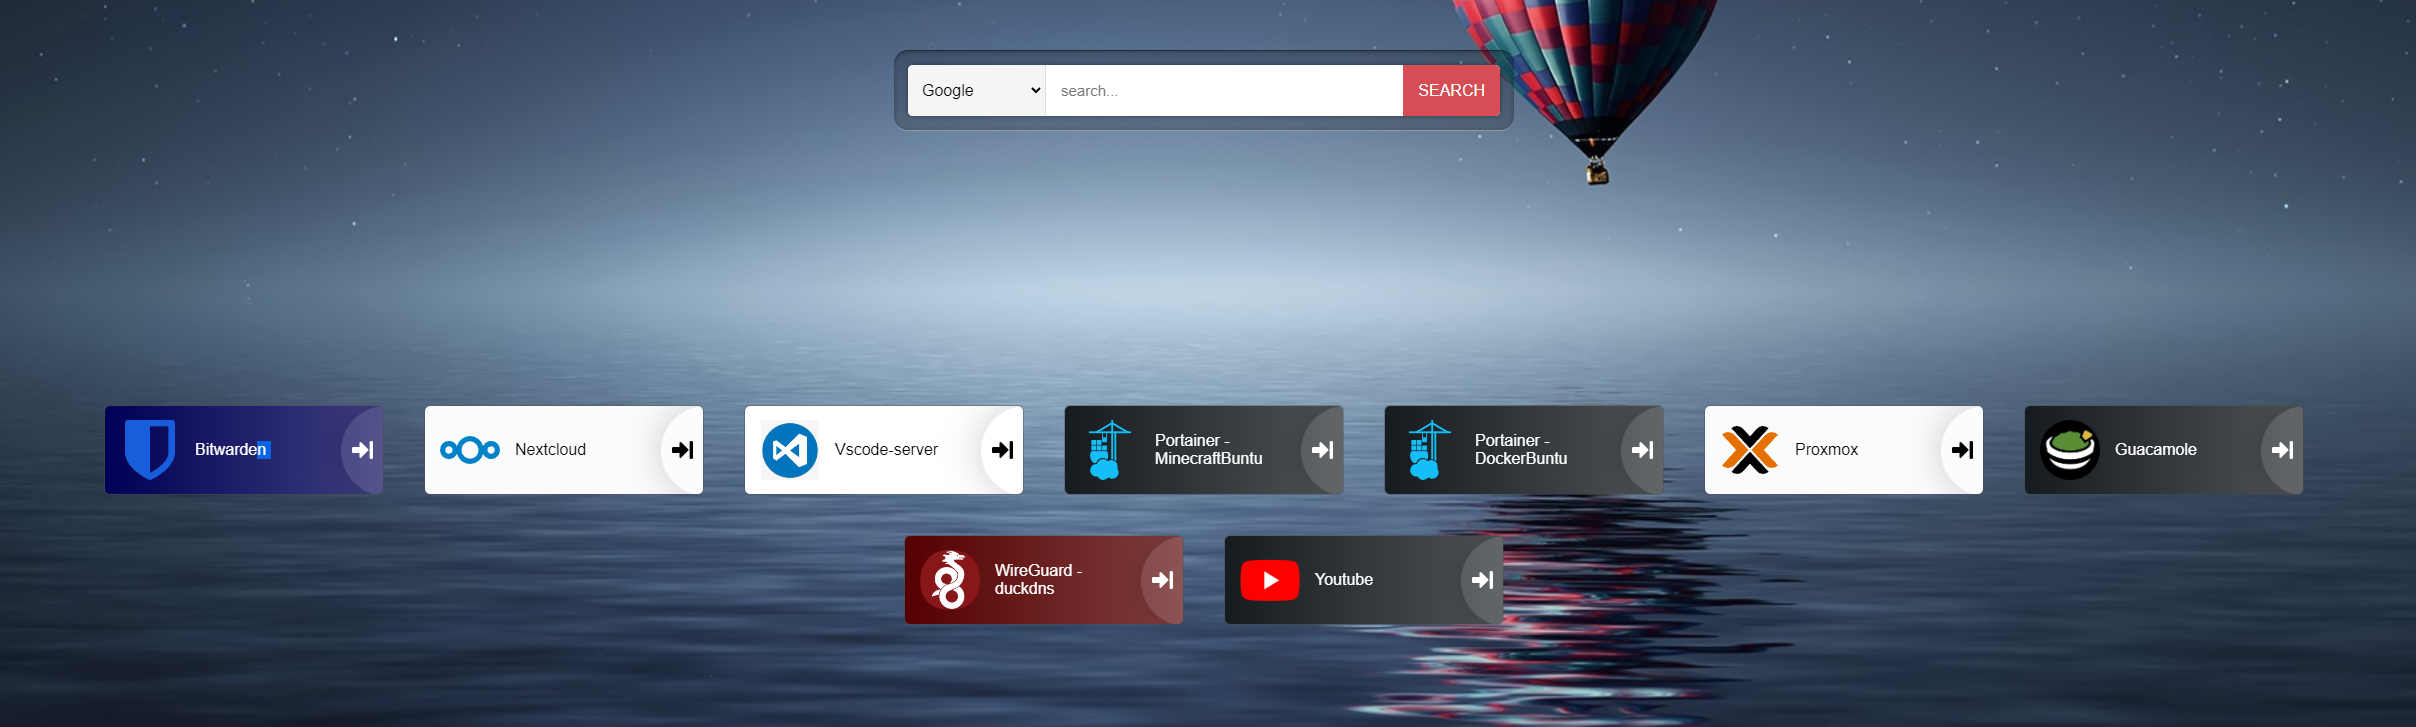 Google
search...
SEARCH
Bitwarden
Nextcloud
Vscode-server
Portainer -
MinecraftBuntu
Portainer -
DockerBuntu
Proxmox
Guacamole
WireGuard -
duckdns
Youtube